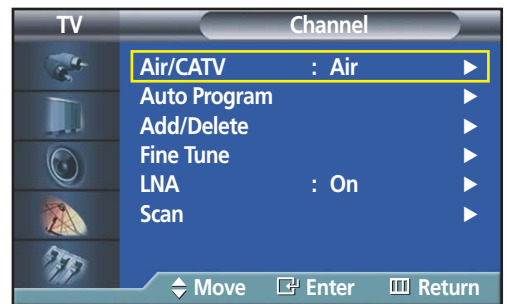 TV Channel
Air/CATV : Air
Auto Program
Add/Delete
Fine Tune
LNA : On
Scan
Move Enter Return